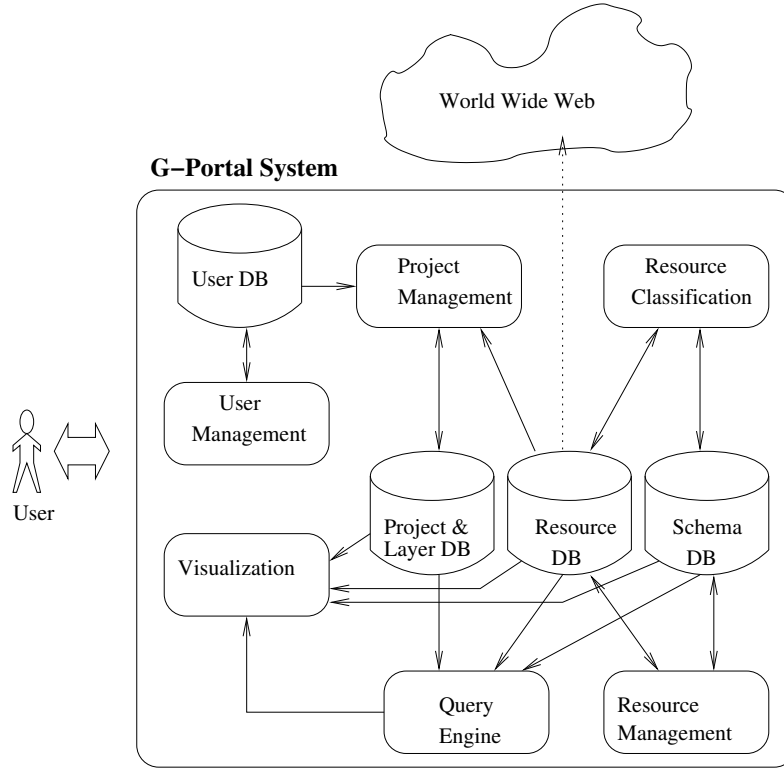 World Wide Web
G−Portal System
User DB
Project
Management
Resource
Classification
User
Management
User
Project &
Layer DB
Resource
DB
Schema
DB
Visualization
Query
Engine
Resource
Management